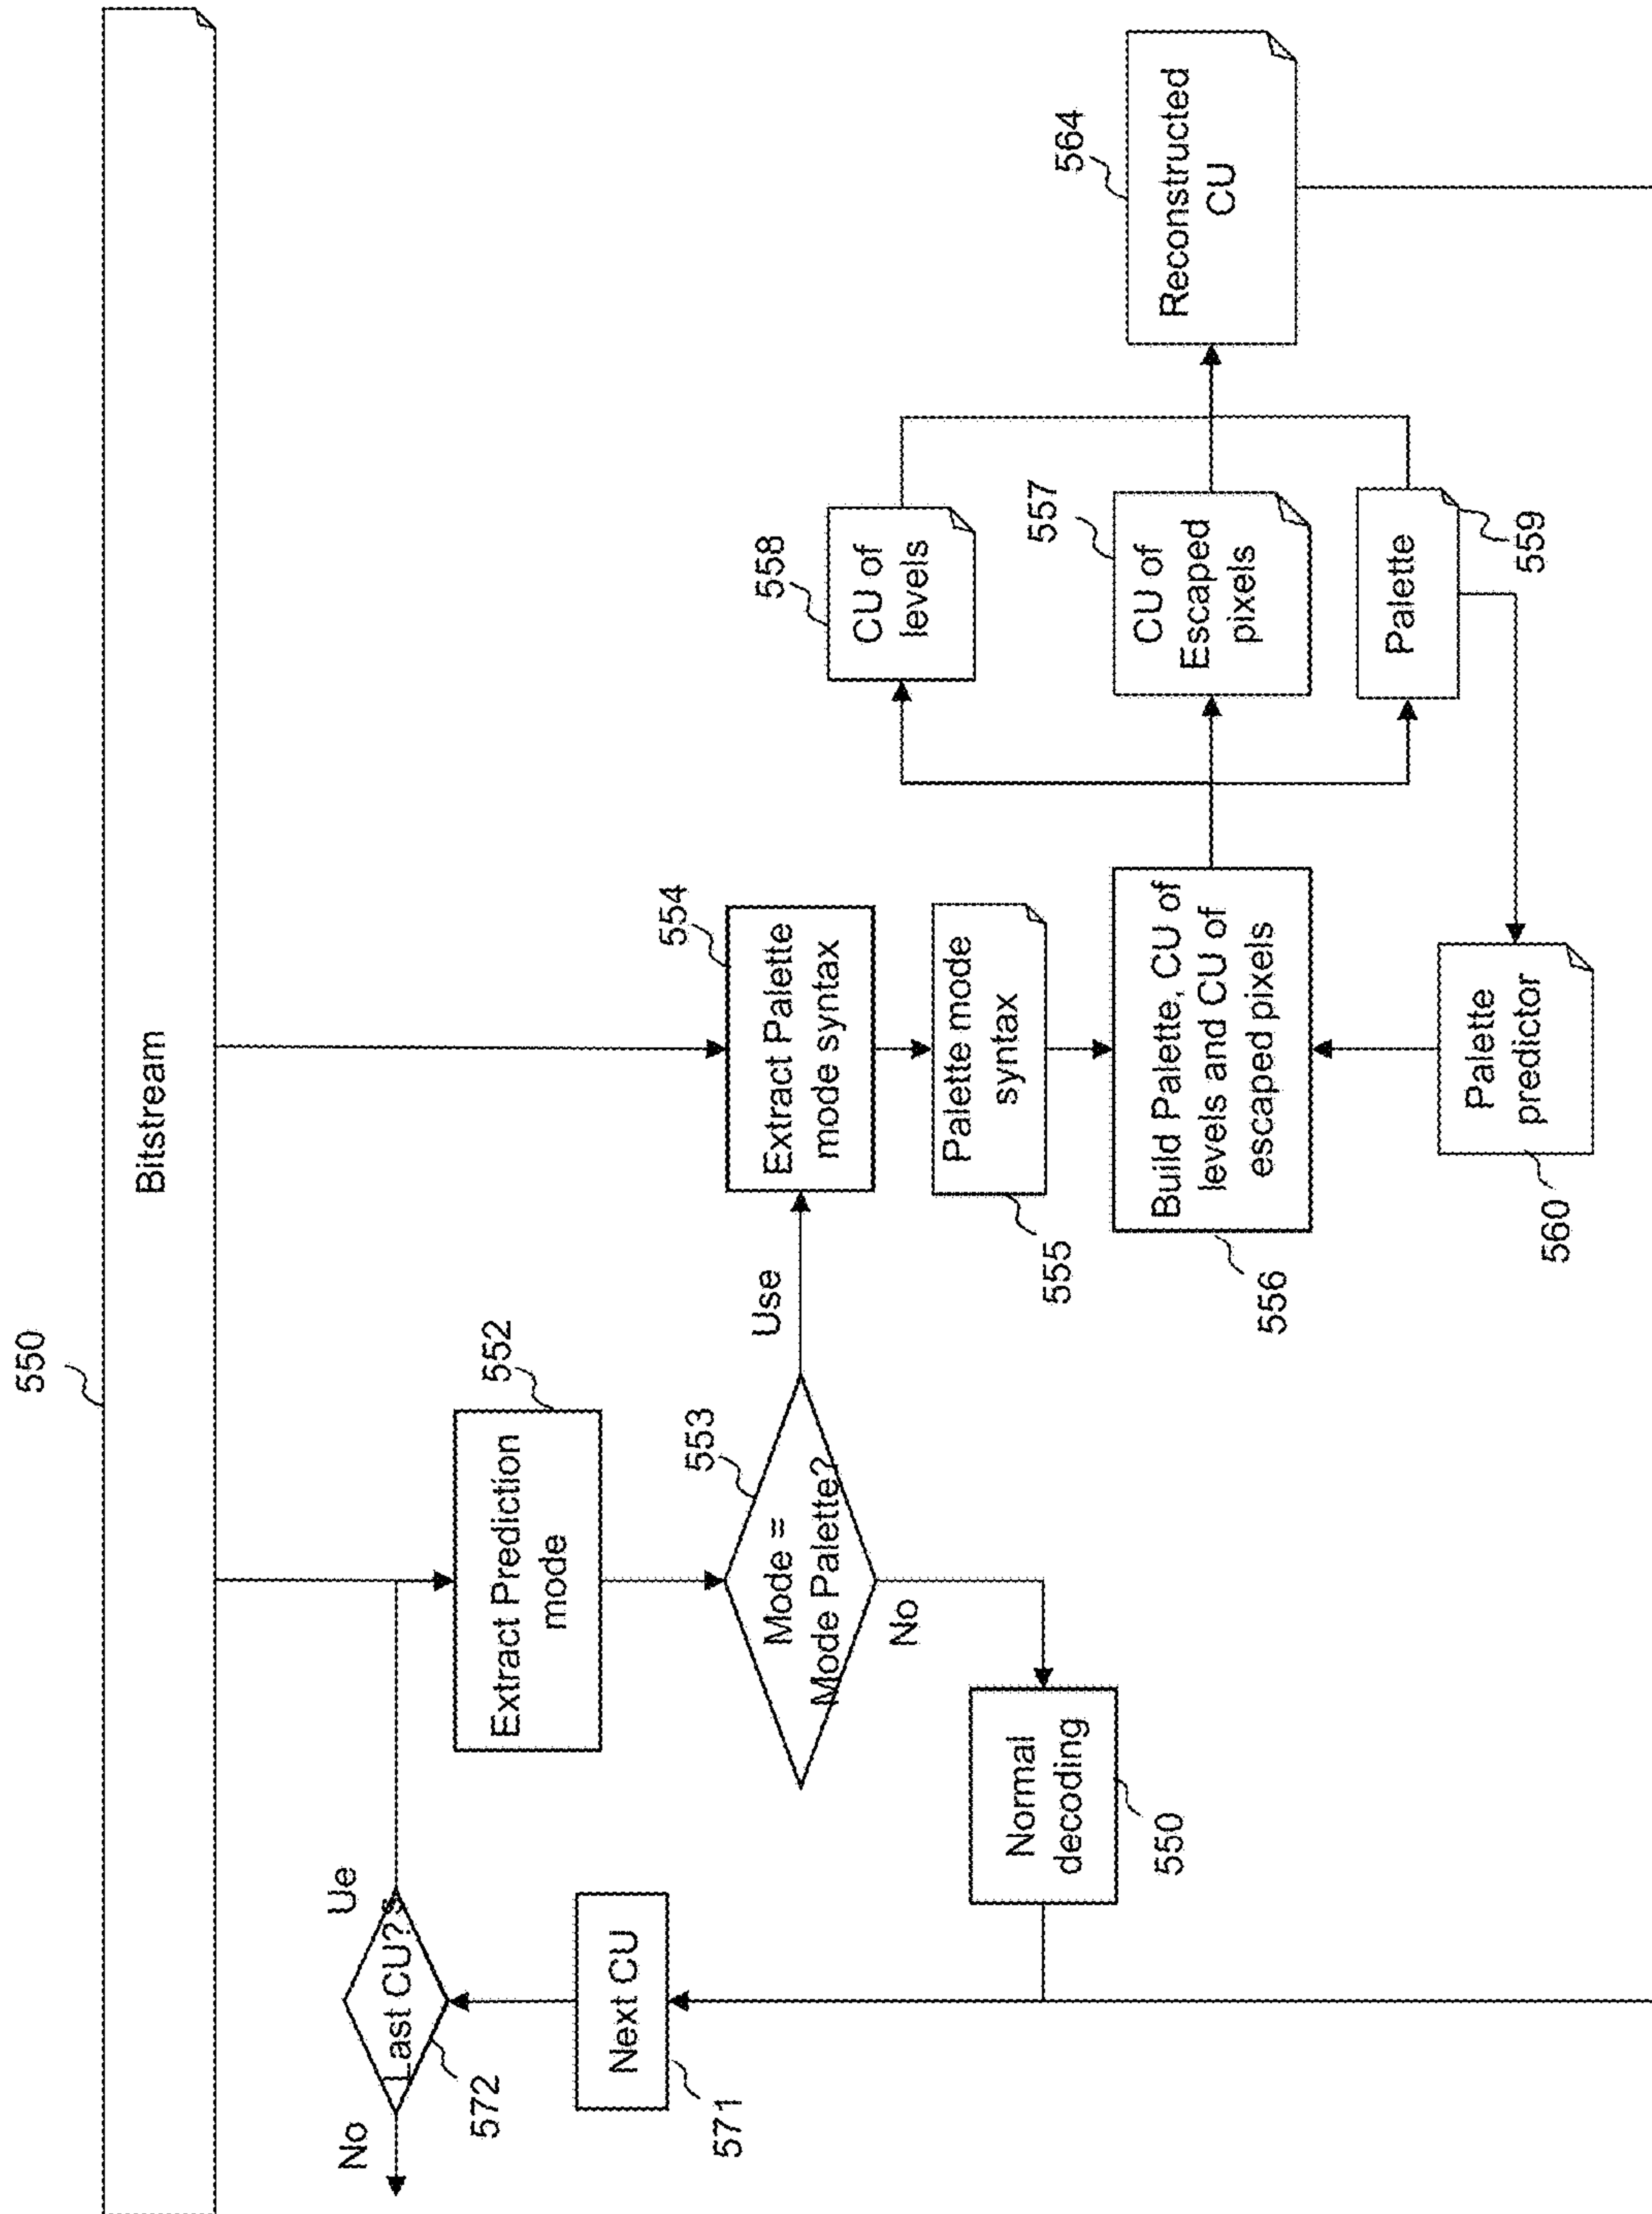 550
Bitstream
No
Last CU?s
Ue
572
Next CU
571
Extract Prediction
mode
552
Mode =
Mode Palette?
553
Use
No
Normal
decoding
550
Extract Palette
mode syntax
554
Palette mode
syntax
555
Build Palette, CU of
levels and CU of
escaped pixels
556
Palette
predictor
560
CU of
levels
558
CU of
Escaped
pixels
557
Palette
559
Reconstructed
CU
564